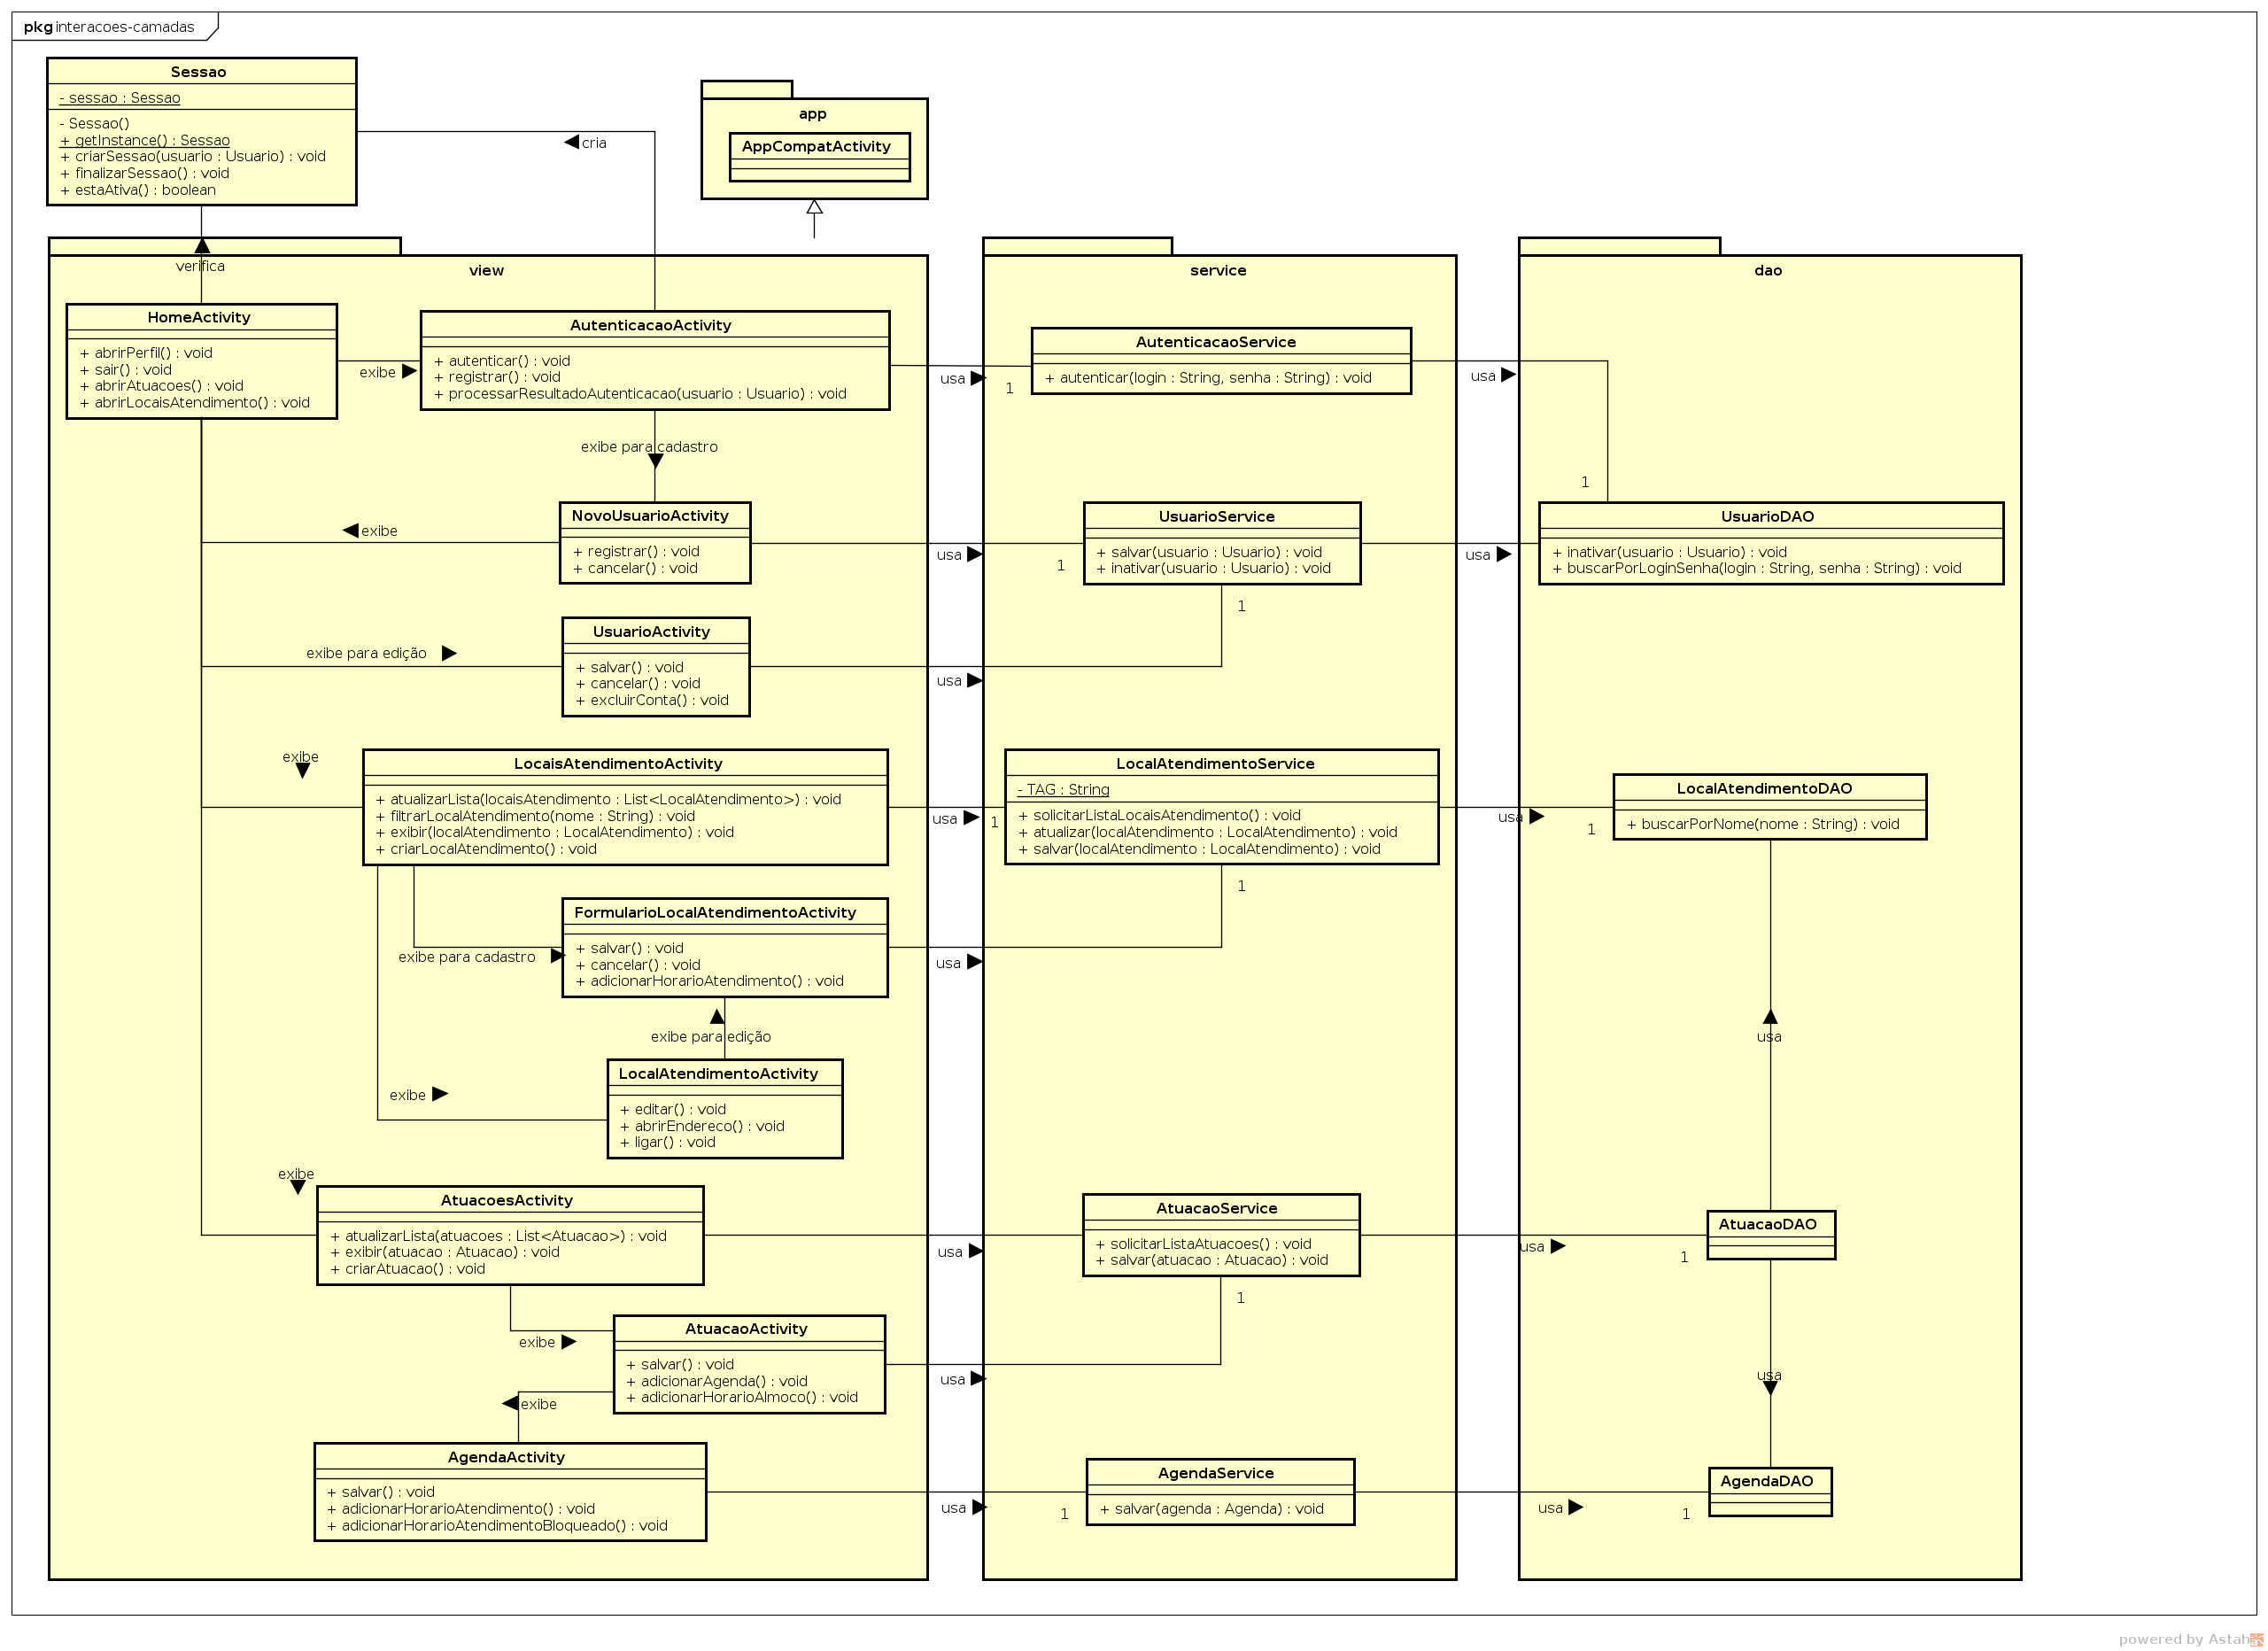 pkg interacoes-camadas
Sessao
- sessao : Sessao
- Sessao()
+ getInstance() : Sessao
+ criarSessao(usuario : Usuario) : void
+ finalizarSessao() : void
+ estaAtiva() : boolean
cria
app
AppCompatActivity
verifica
view
HomeActivity
+ abrirPerfil() : void
+ sair() : void
+ abrirAtuacoes() : void
+ abrirLocaisAtendimento() : void
exibe
AutenticacaoActivity
+ autenticar() : void
+ registrar() : void
+ processarResultadoAutenticacao(usuario : Usuario) : void
exibe para cadastro
exibe
NovoUsuarioActivity
+ registrar() : void
+ cancelar() : void
exibe para edição
UsuarioActivity
+ salvar() : void
+ cancelar() : void
+ excluirConta() : void
exibe
LocaisAtendimentoActivity
+ atualizarLista(locaisAtendimento : List<LocalAtendimento>) : void
+ filtrarLocalAtendimento(nome : String) : void
+ exibir(localAtendimento : LocalAtendimento) : void
+ criarLocalAtendimento() : void
exibe para cadastro
FormularioLocalAtendimentoActivity
+ salvar() : void
+ cancelar() : void
+ adicionarHorarioAtendimento() : void
exibe para edição
exibe
LocalAtendimentoActivity
+ editar() : void
+ abrirEndereco() : void
+ ligar() : void
exibe
AtuacoesActivity
+ atualizarLista(atuacoes : List<Atuacao>) : void
+ exibir(atuacao : Atuacao) : void
+ criarAtuacao() : void
exibe
AtuacaoActivity
+ salvar() : void
+ adicionarAgenda() : void
+ adicionarHorarioAlmoco() : void
exibe
AgendaActivity
+ salvar() : void
+ adicionarHorarioAtendimento() : void
+ adicionarHorarioAtendimentoBloqueado() : void
usa
usa
usa
usa
usa
usa
usa
usa
service
AutenticacaoService
+ autenticar(login : String, senha : String) : void
1
UsuarioService
+ salvar(usuario : Usuario) : void
+ inativar(usuario : Usuario) : void
1
1
LocalAtendimentoService
- TAG : String
+ solicitarListaLocaisAtendimento() : void
+ atualizar(localAtendimento : LocalAtendimento) : void
+ salvar(localAtendimento : LocalAtendimento) : void
1
1
AtuacaoService
+ solicitarListaAtuacoes() : void
+ salvar(atuacao : Atuacao) : void
1
AgendaService
+ salvar(agenda : Agenda) : void
1
usa
usa
usa
usa
usa
dao
1
UsuarioDAO
+ inativar(usuario : Usuario) : void
+ buscarPorLoginSenha(login : String, senha : String) : void
LocalAtendimentoDAO
+ buscarPorNome(nome : String) : void
1
usa
AtuacaoDAO
1
usa
AgendaDAO
1
powered by Astah